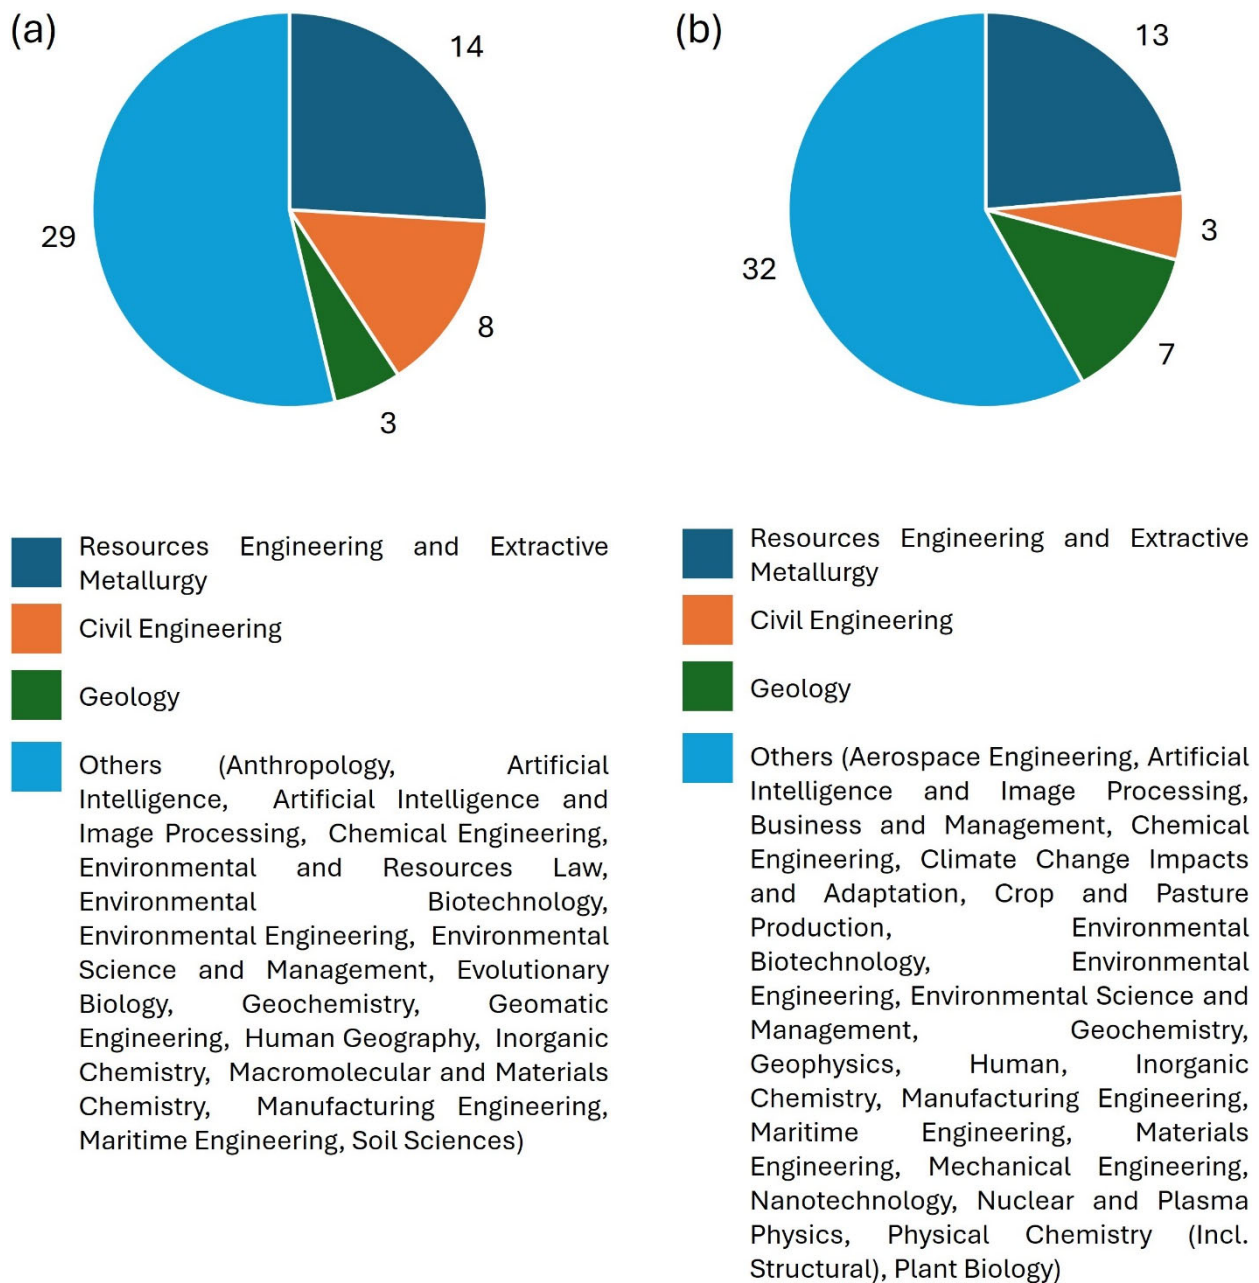 (a)
14
29
8
3
Resources Engineering and Extractive
Metallurgy
Civil Engineering
Geology
Others (Anthropology, Artificial
Intelligence, Artificial Intelligence and
Image Processing, Chemical Engineering,
Environmental and Resources Law,
Environmental Biotechnology,
Environmental Engineering, Environmental
Science and Management, Evolutionary
Biology, Geochemistry, Geomatic
Engineering, Human Geography, Inorganic
Chemistry, Macromolecular and Materials
Chemistry, Manufacturing Engineering,
Maritime Engineering, Soil Sciences)
(b)
13
3
32
7
Resources Engineering and Extractive
Metallurgy
Civil Engineering
Geology
Others (Aerospace Engineering, Artificial
Intelligence and Image Processing,
Business and Management, Chemical
Engineering, Climate Change Impacts
and Adaptation, Crop and Pasture
Production, Environmental
Biotechnology, Environmental
Engineering, Environmental Science and
Management, Geochemistry,
Geophysics, Human, Inorganic
Chemistry, Manufacturing Engineering,
Maritime Engineering, Materials
Engineering, Mechanical Engineering,
Nanotechnology, Nuclear and Plasma
Physics, Physical Chemistry (Incl.
Structural), Plant Biology)